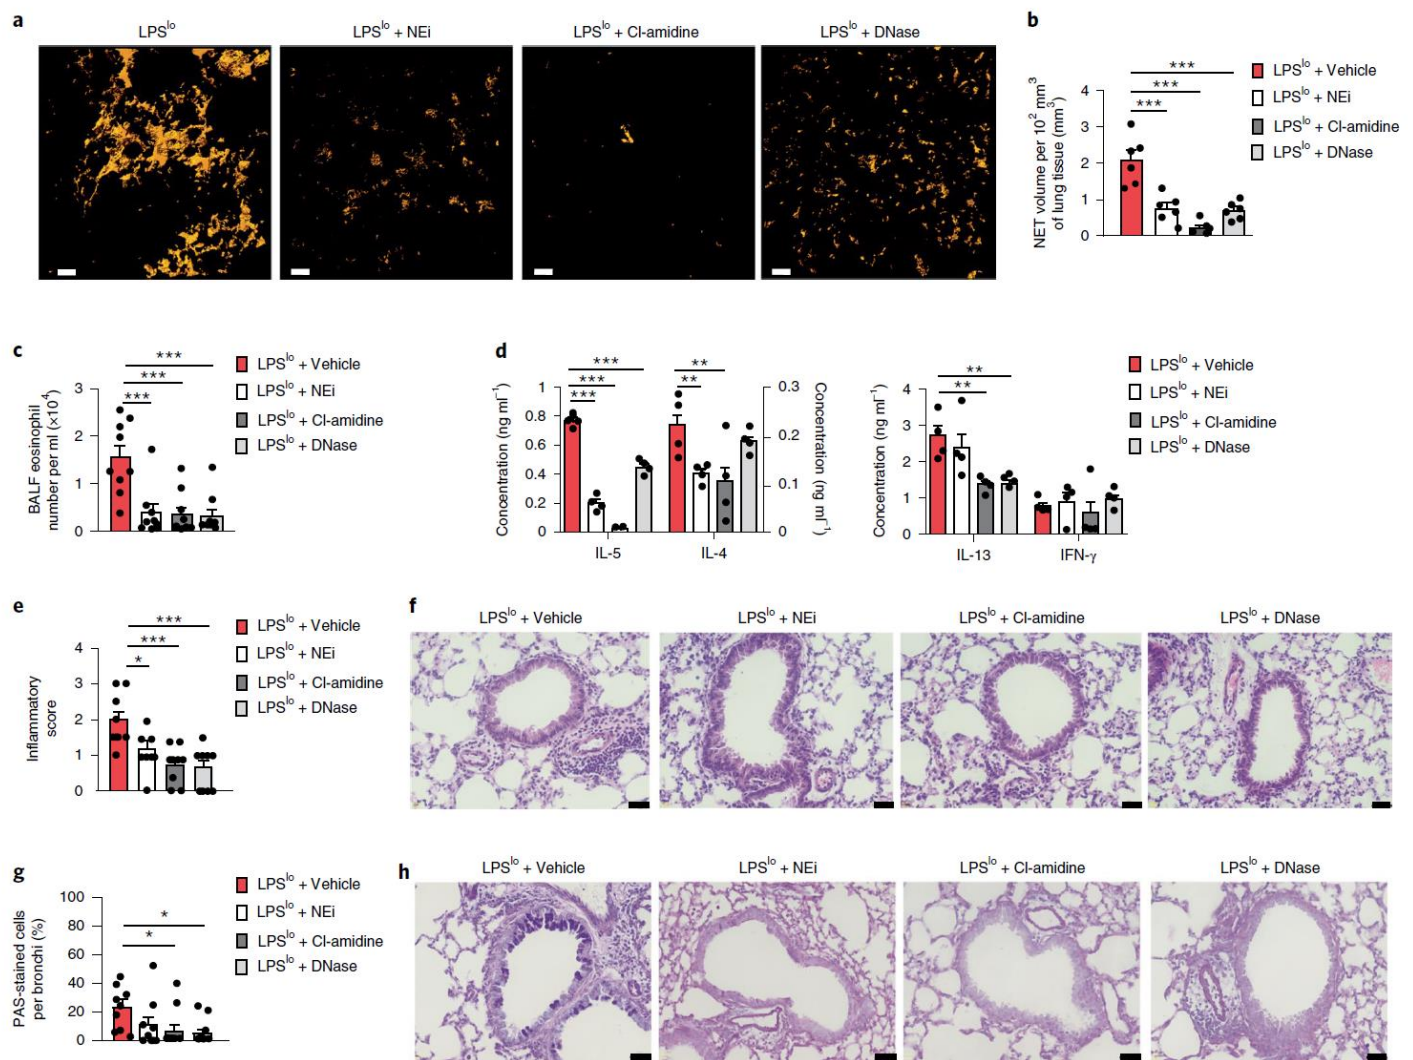 a
LPSˡᵒ
LPSˡᵒ + NEi
LPSˡᵒ + Cl-amidine
LPSˡᵒ + DNase
b
NET volume per 10² mm³
of lung tissue (mm³)
4
3
2
1
0
***
***
***
LPSˡᵒ + Vehicle
LPSˡᵒ + NEi
LPSˡᵒ + Cl-amidine
LPSˡᵒ + DNase
c
BALF eosinophil
number per ml (×10⁴)
3
2
1
0
***
***
***
LPSˡᵒ + Vehicle
LPSˡᵒ + NEi
LPSˡᵒ + Cl-amidine
LPSˡᵒ + DNase
d
Concentration (ng ml⁻¹)
1
0.8
0.6
0.4
0.2
0
***
***
***
**
**
IL-5
IL-4
0.3
0.2
0.1
0
Concentration (ng ml⁻¹)
Concentration (ng ml⁻¹)
4
3
2
1
0
**
**
IL-13
IFN-γ
LPSˡᵒ + Vehicle
LPSˡᵒ + NEi
LPSˡᵒ + Cl-amidine
LPSˡᵒ + DNase
e
Inflammatory
score
4
3
2
1
0
***
***
*
LPSˡᵒ + Vehicle
LPSˡᵒ + NEi
LPSˡᵒ + Cl-amidine
LPSˡᵒ + DNase
f
LPSˡᵒ + Vehicle
LPSˡᵒ + NEi
LPSˡᵒ + Cl-amidine
LPSˡᵒ + DNase
g
PAS-stained cells
per bronchi (%)
100
80
60
40
20
0
*
*
LPSˡᵒ + Vehicle
LPSˡᵒ + NEi
LPSˡᵒ + Cl-amidine
LPSˡᵒ + DNase
h
LPSˡᵒ + Vehicle
LPSˡᵒ + NEi
LPSˡᵒ + Cl-amidine
LPSˡᵒ + DNase